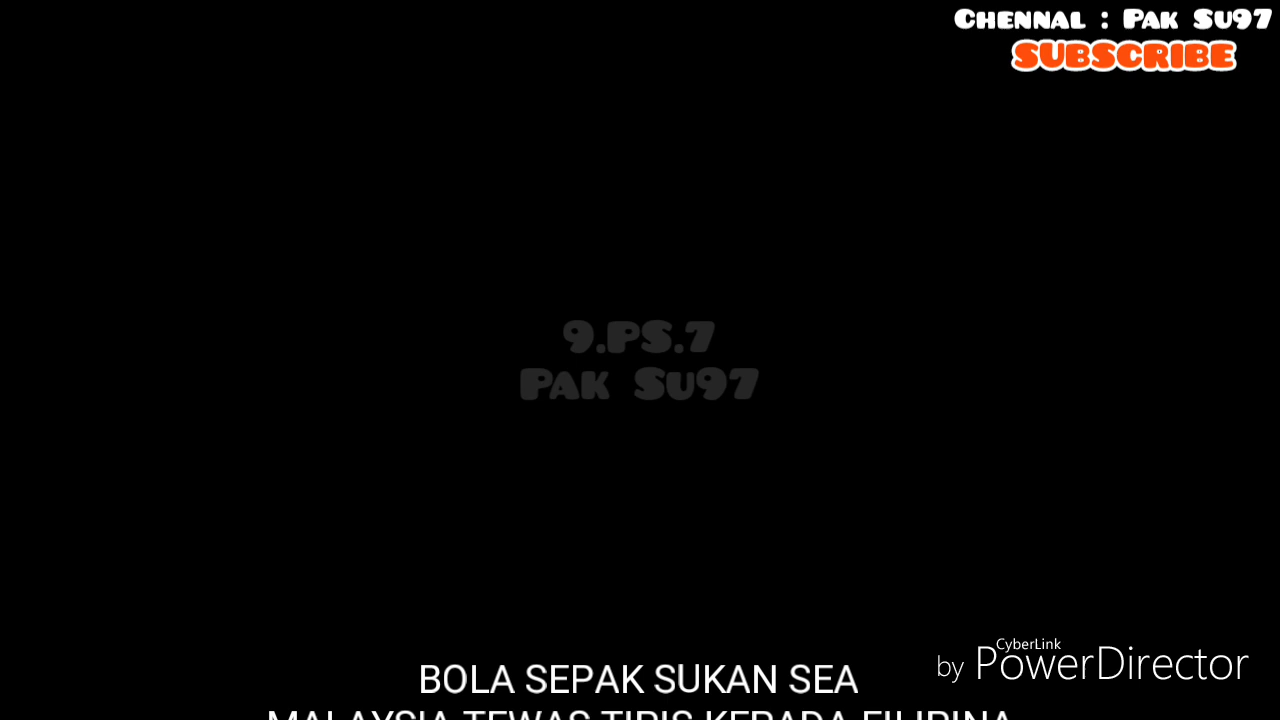 Chennal : Pak Su97
SUBSCRIBE
9.PS.7
Pak Su97
CyberLink
by PowerDirector
BOLA SEPAK SUKAN SEA
MALAYSIA TEWAS TIPIS KEPADA FILIPINA